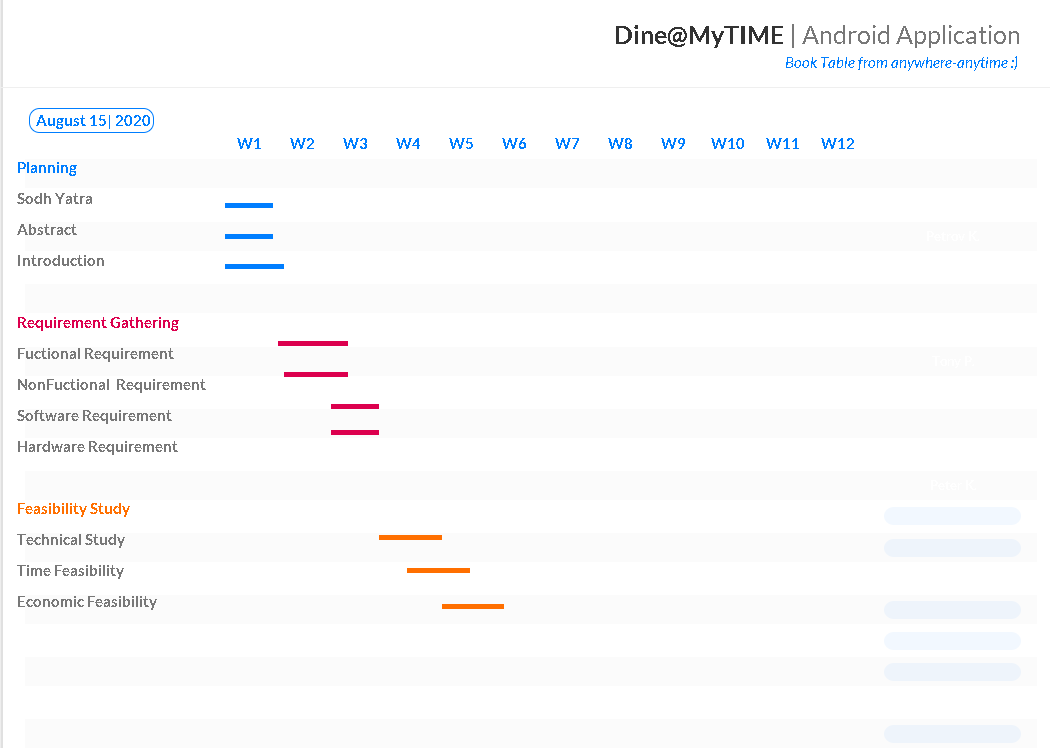 Dine@MyTIME | Android Application
Book Table from anywhere-anytime :)
August 15| 2020
W1 W2 W3 W4 W5 W6 W7 W8 W9 W10 W11 W12
Planning
Sodh Yatra
Abstract
Introduction
Requirement Gathering
Fuctional Requirement
NonFuctional Requirement
Software Requirement
Hardware Requirement
Feasibility Study
Technical Study
Time Feasibility
Economic Feasibility